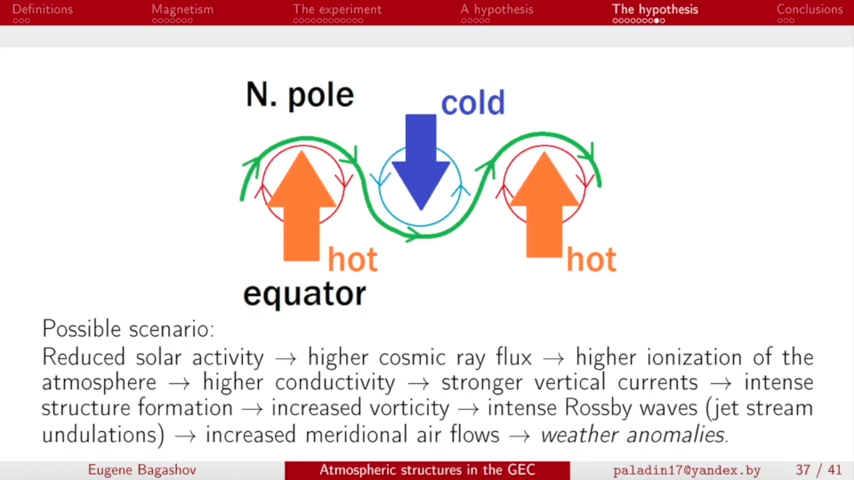 Definitions Magnetism The experiment A hypothesis The hypothesis Conclusions
N. pole
cold
hot
hot
equator
Possible scenario:
Reduced solar activity → higher cosmic ray flux → higher ionization of the
atmosphere → higher conductivity → stronger vertical currents → intense
structure formation → increased vorticity → intense Rossby waves (jet stream
undulations) → increased meridional air flows → weather anomalies.
Eugene Bagashov Atmospheric structures in the GEC paladin17@yandex.by 37 / 41